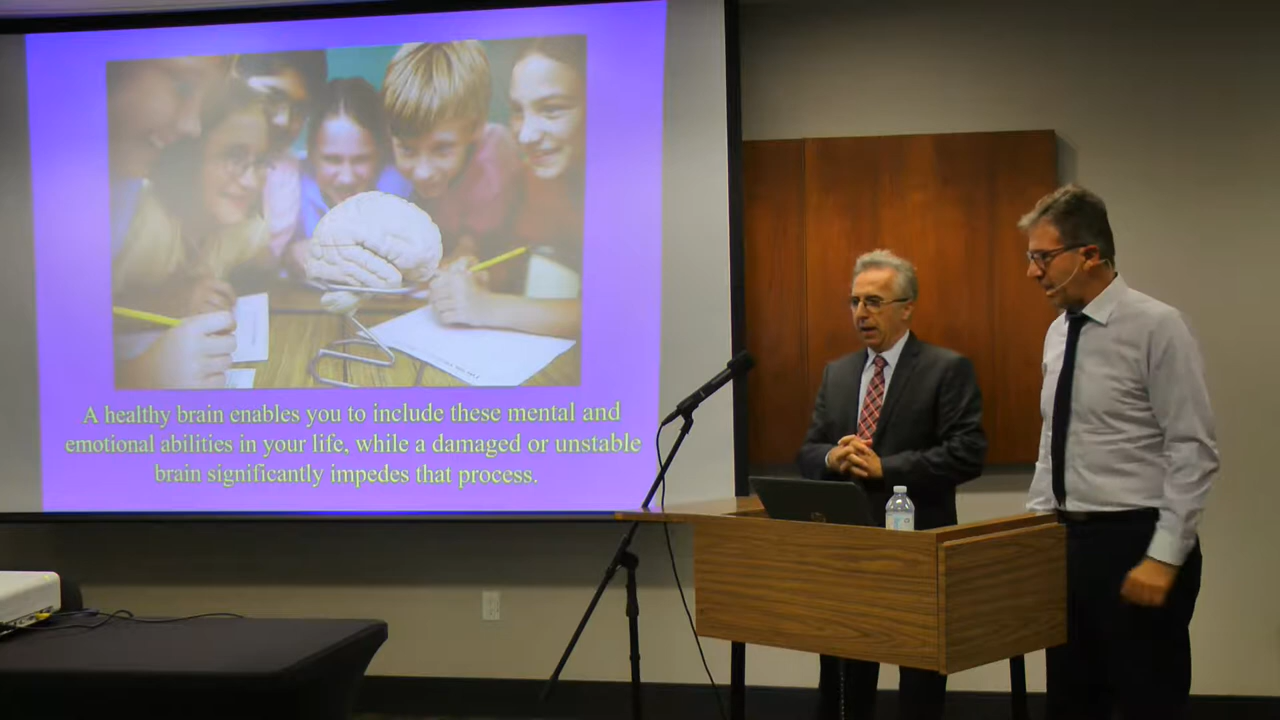 A healthy brain enables you to include these mental and
emotional abilities in your life, while a damaged or unstable
brain significantly impedes that process.